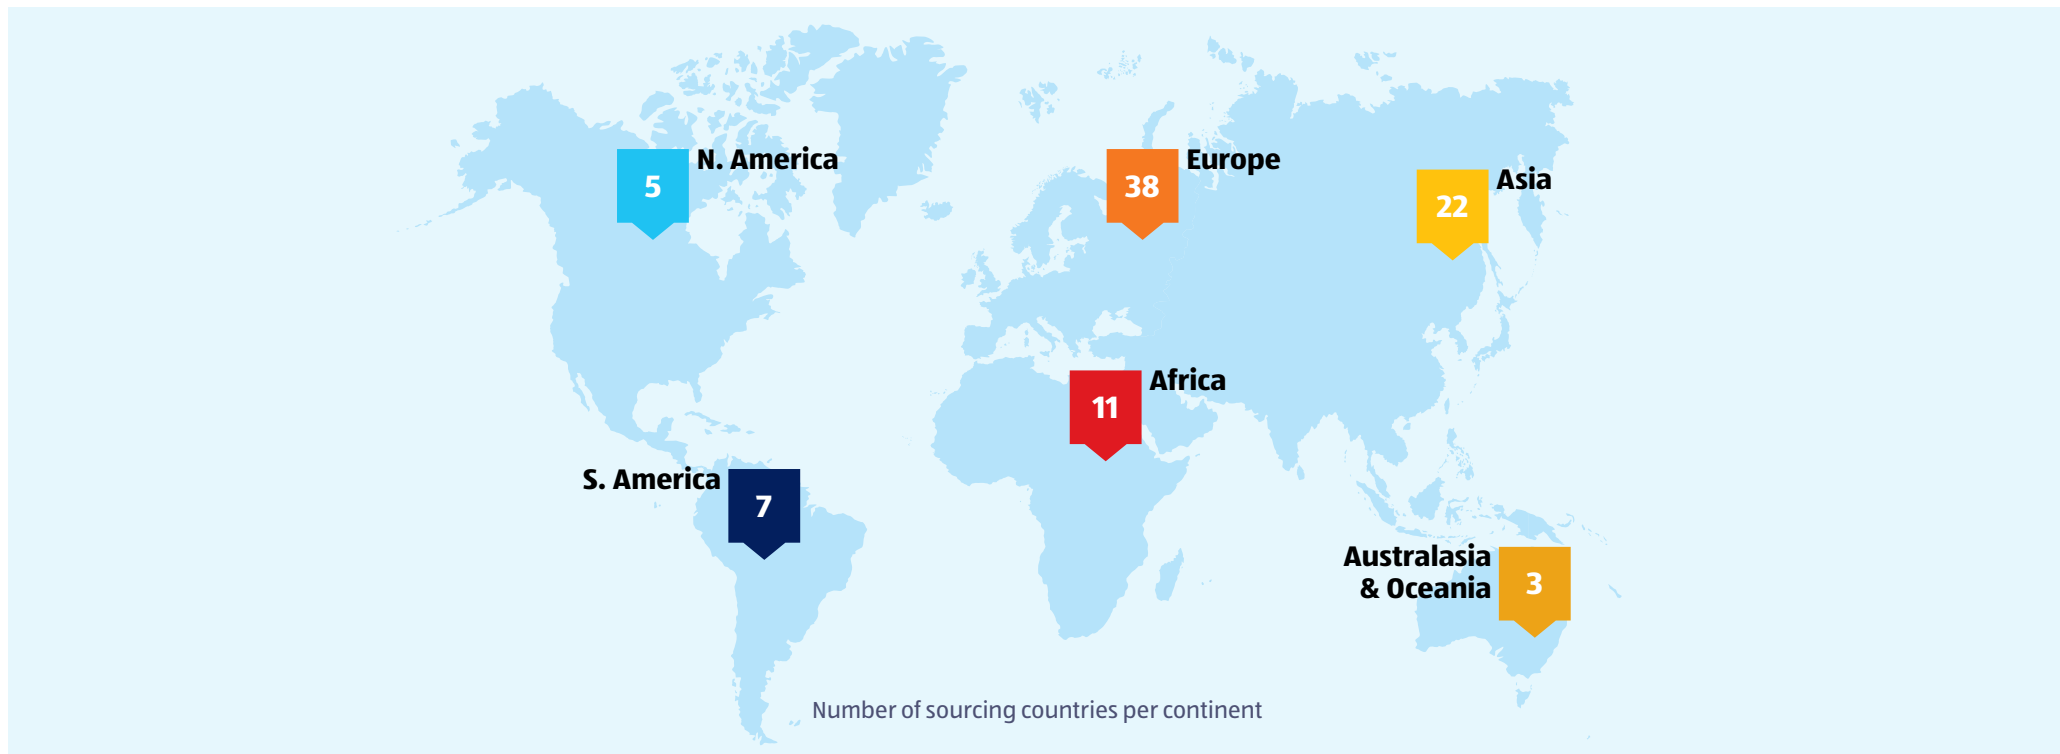 N. America
5
Europe
38
Asia
22
Africa
11
S. America
7
Australasia
& Oceania
3
Number of sourcing countries per continent